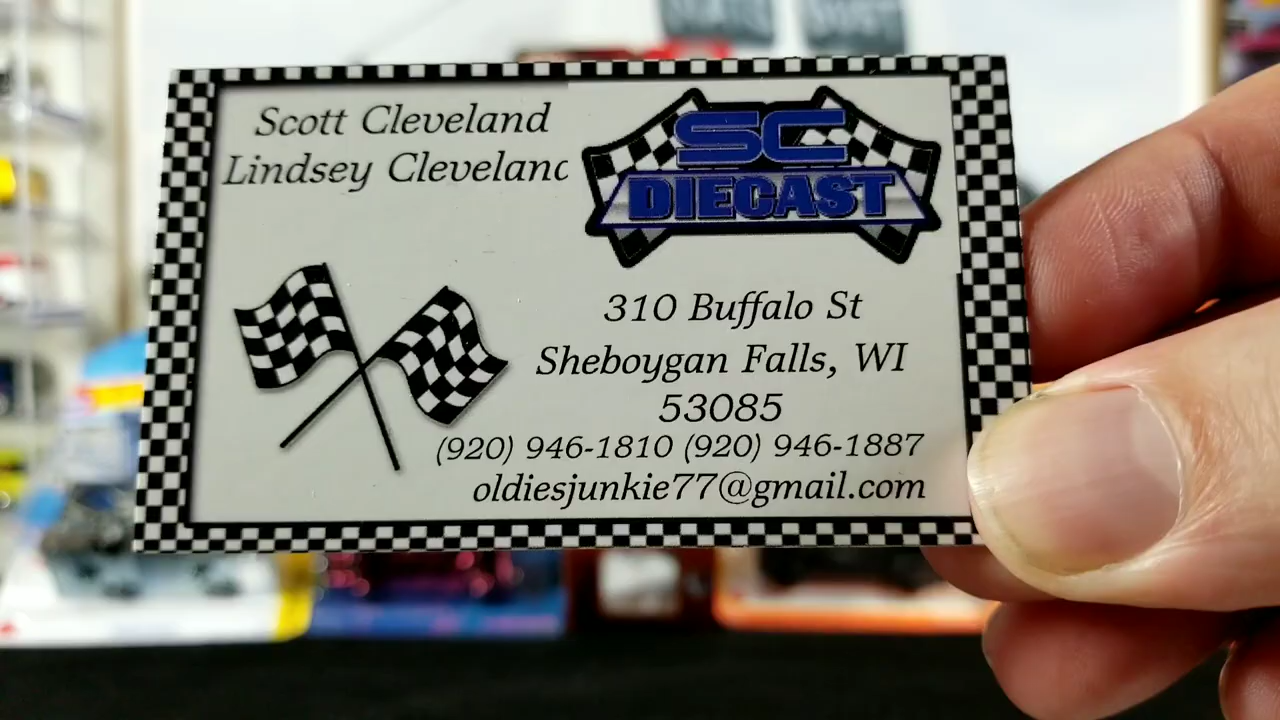 Scott Cleveland
Lindsey Clevelanc
SC
DIECAST
310 Buffalo St
Sheboygan Falls, WI
53085
(920) 946-1810 (920) 946-1887
oldiesjunkie77@gmail.com